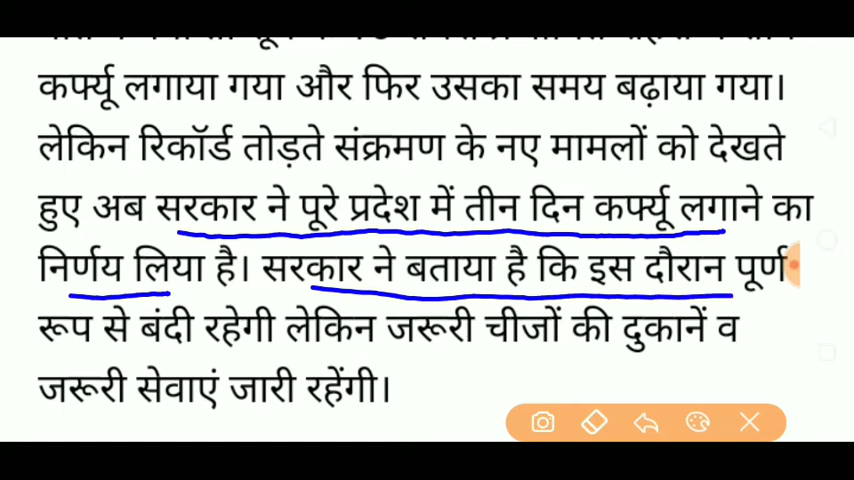 कर्फ्यू लगाया गया और फिर उसका समय बढ़ाया गया।
लेकिन रिकॉर्ड तोड़ते संक्रमण के नए मामलों को देखते
हुए अब सरकार ने पूरे प्रदेश में तीन दिन कर्फ्यू लगाने का
निर्णय लिया है। सरकार ने बताया है कि इस दौरान पूर्ण
रूप से बंदी रहेगी लेकिन जरूरी चीजों की दुकानें व
जरूरी सेवाएं जारी रहेंगी।